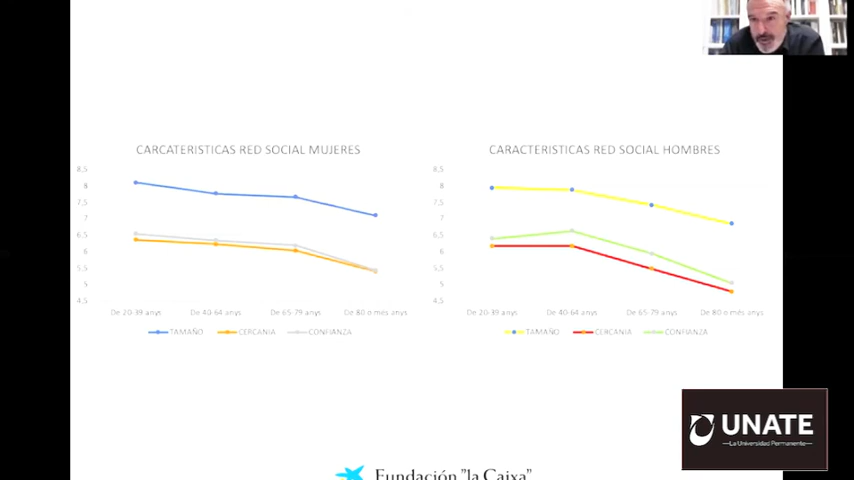 CARCATERISTICAS RED SOCIAL MUJERES
8,5
8
7,5
7
6,5
6
5,5
5
4,5
De 20-39 anys De 40-64 anys De 65-79 anys De 80 o més anys
TAMAÑO CERCANIA CONFIANZA
CARACTERISTICAS RED SOCIAL HOMBRES
8,5
8
7,5
7
6,5
6
5,5
5
4,5
De 20-39 anys De 40-64 anys De 65-79 anys De 80 o més anys
TAMAÑO CERCANIA CONFIANZA
UNATE
La Universidad Permanente
Fundación "la Caixa"